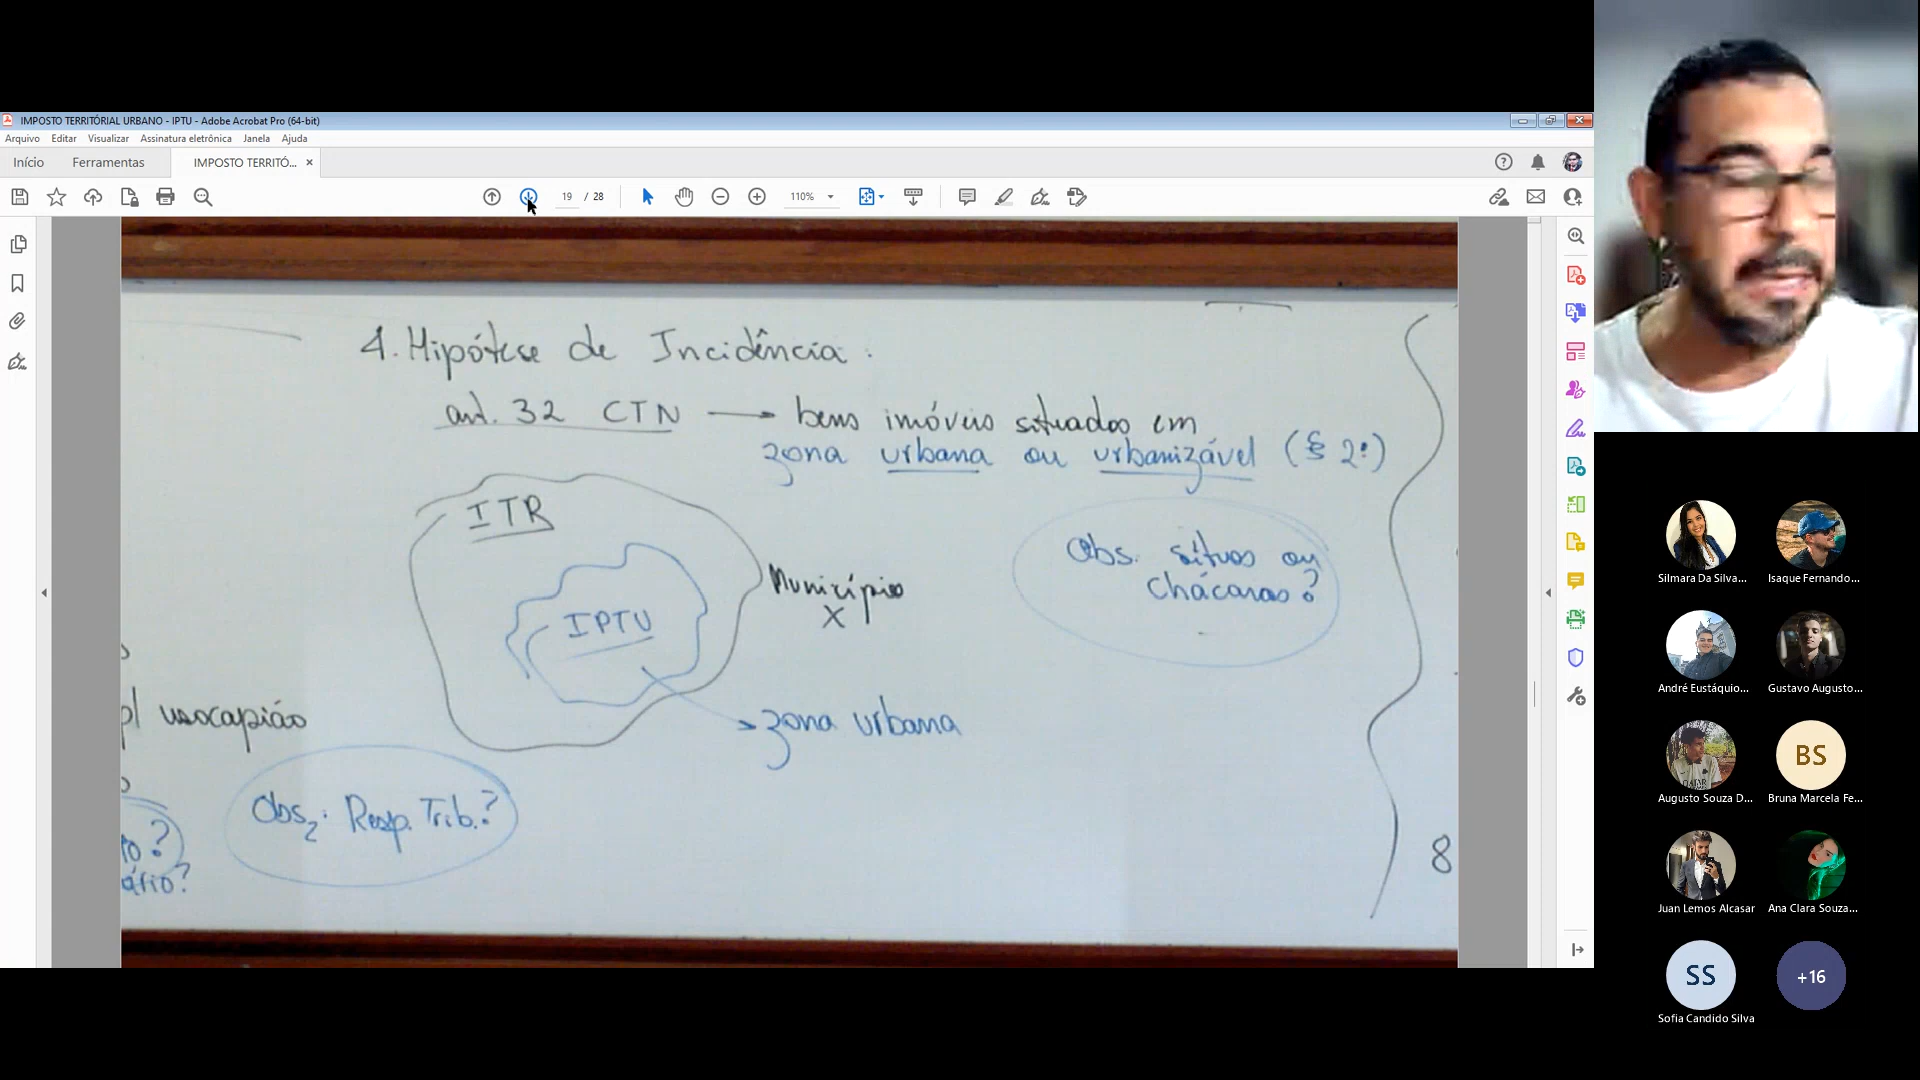 IMPOSTO TERRITÓRIAL URBANO - IPTU - Adobe Acrobat Pro (64-bit)
Arquivo Editar Visualizar Assinatura eletrônica Janela Ajuda
Início Ferramentas IMPOSTO TERRITÓ... ×
19 / 28 110%
4. Hipótese de Incidência:
art. 32 CTN → bens imóveis situados em
zona urbana ou urbanizável (§ 2º)
ITR
Obs. sítios ou
chácaras?
Município
X
IPTU
p/ usocapião
zona urbana
Obs2. Resp. Trib.?
to?
ário?
8
Silmara Da Silva...
Isaque Fernando...
André Eustáquio...
Gustavo Augusto...
Augusto Souza D...
BS
Bruna Marcela Fe...
Juan Lemos Alcasar
Ana Clara Souza...
SS
Sofia Candido Silva
+16